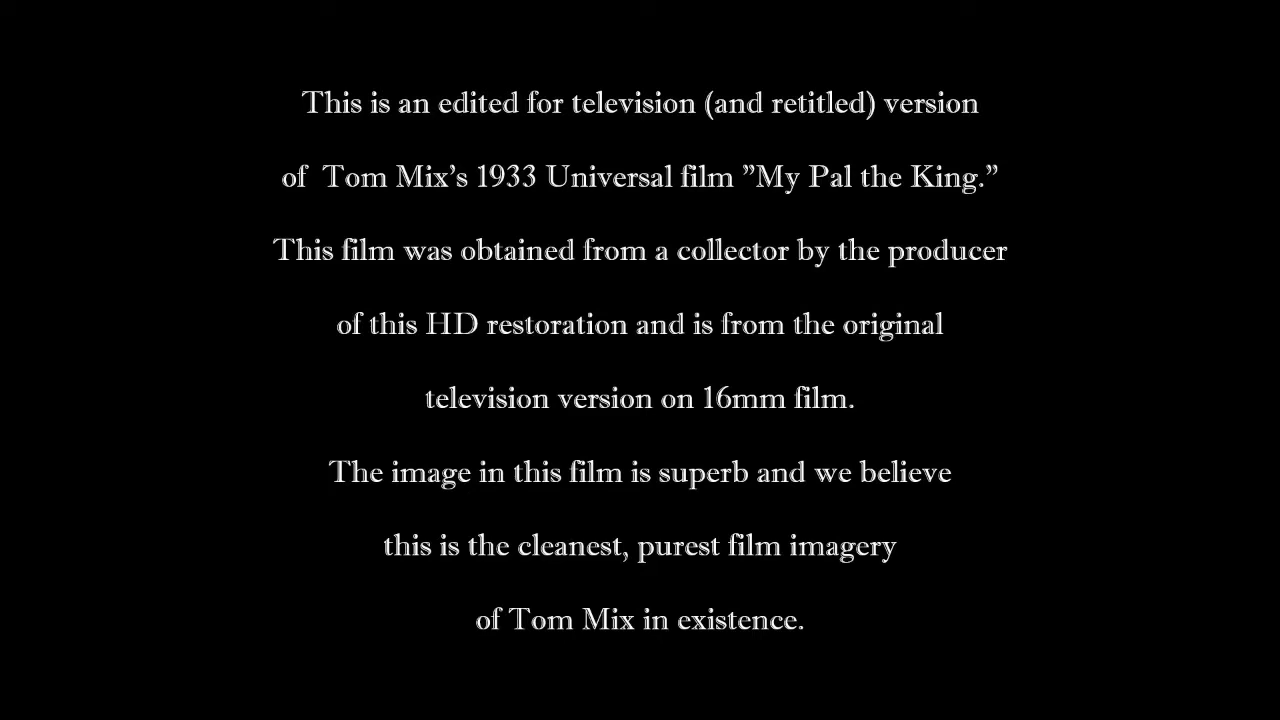 This is an edited for television (and retitled) version
of Tom Mix's 1933 Universal film "My Pal the King."
This film was obtained from a collector by the producer
of this HD restoration and is from the original
television version on 16mm film.
The image in this film is superb and we believe
this is the cleanest, purest film imagery
of Tom Mix in existence.